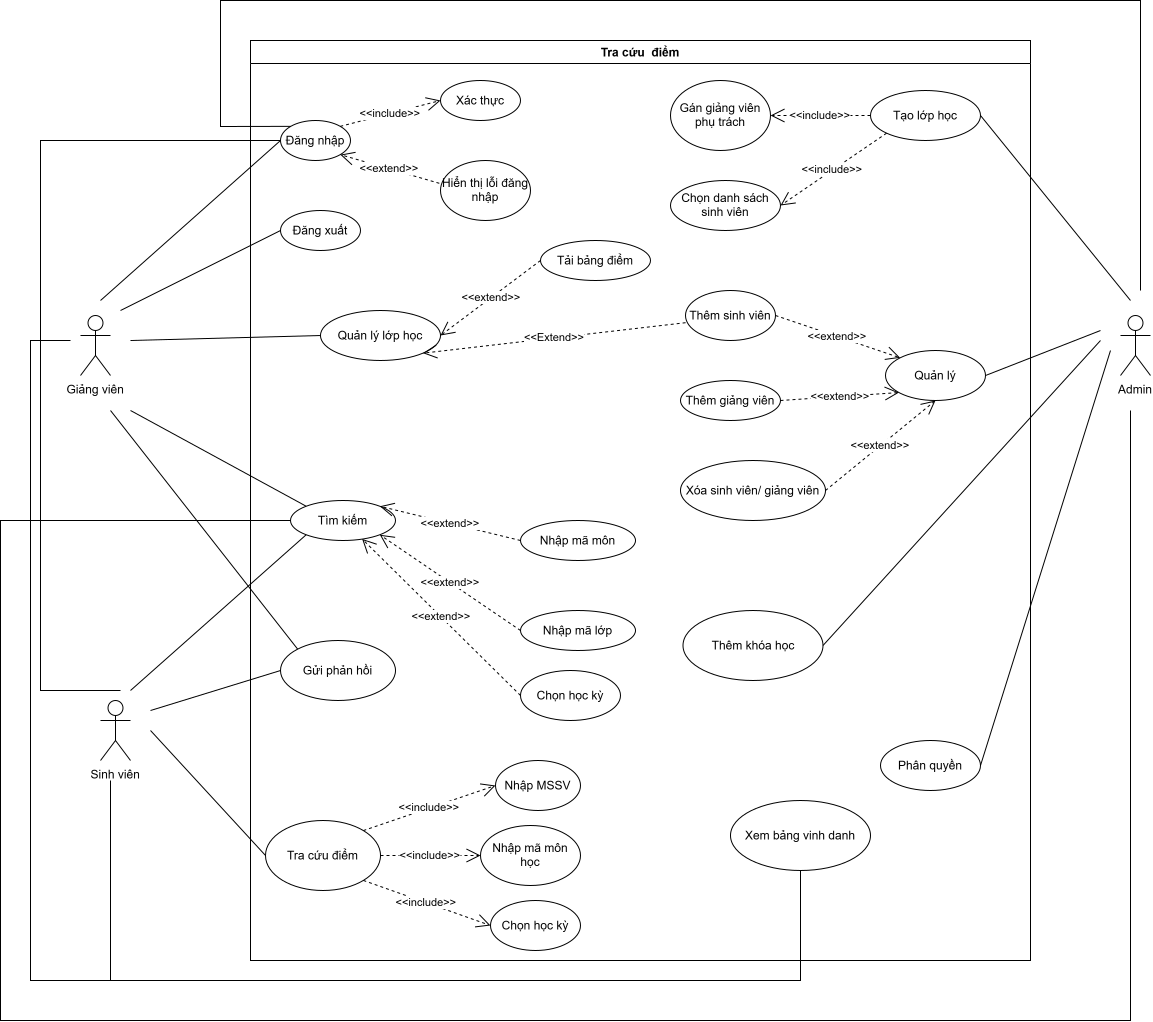 Tra cứu điểm
Xác thực
<<include>>
Đăng nhập
<<extend>>
Hiển thị lỗi đăng
nhập
Gán giảng viên
phụ trách
<<include>>
Tạo lớp học
<<include>>
Chọn danh sách
sinh viên
Đăng xuất
Tải bảng điểm
<<extend>>
Quản lý lớp học
<<Extend>>
Thêm sinh viên
<<extend>>
Quản lý
Giảng viên
Admin
Thêm giảng viên
<<extend>>
<<extend>>
Xóa sinh viên/ giảng viên
Tìm kiếm
<<extend>>
Nhập mã môn
<<extend>>
<<extend>>
Nhập mã lớp
Thêm khóa học
Gửi phản hồi
Chọn học kỳ
Sinh viên
Phân quyền
Nhập MSSV
<<include>>
Xem bảng vinh danh
Tra cứu điểm
<<include>>
Nhập mã môn
học
<<include>>
Chọn học kỳ